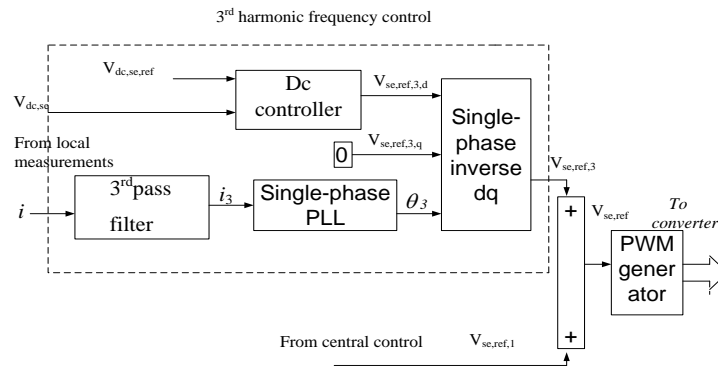 3rd harmonic frequency control
Vdc,se,ref
Dc
controller
Vse,ref,3,d
Vdc,se
Single-
phase
inverse
dq
0
Vse,ref,3,q
From local
measurements
Vse,ref,3
i
3rd pass
filter
i3
Single-phase
PLL
θ3
+
+
Vse,ref
To
converter
PWM
gener
ator
From central control
Vse,ref,1